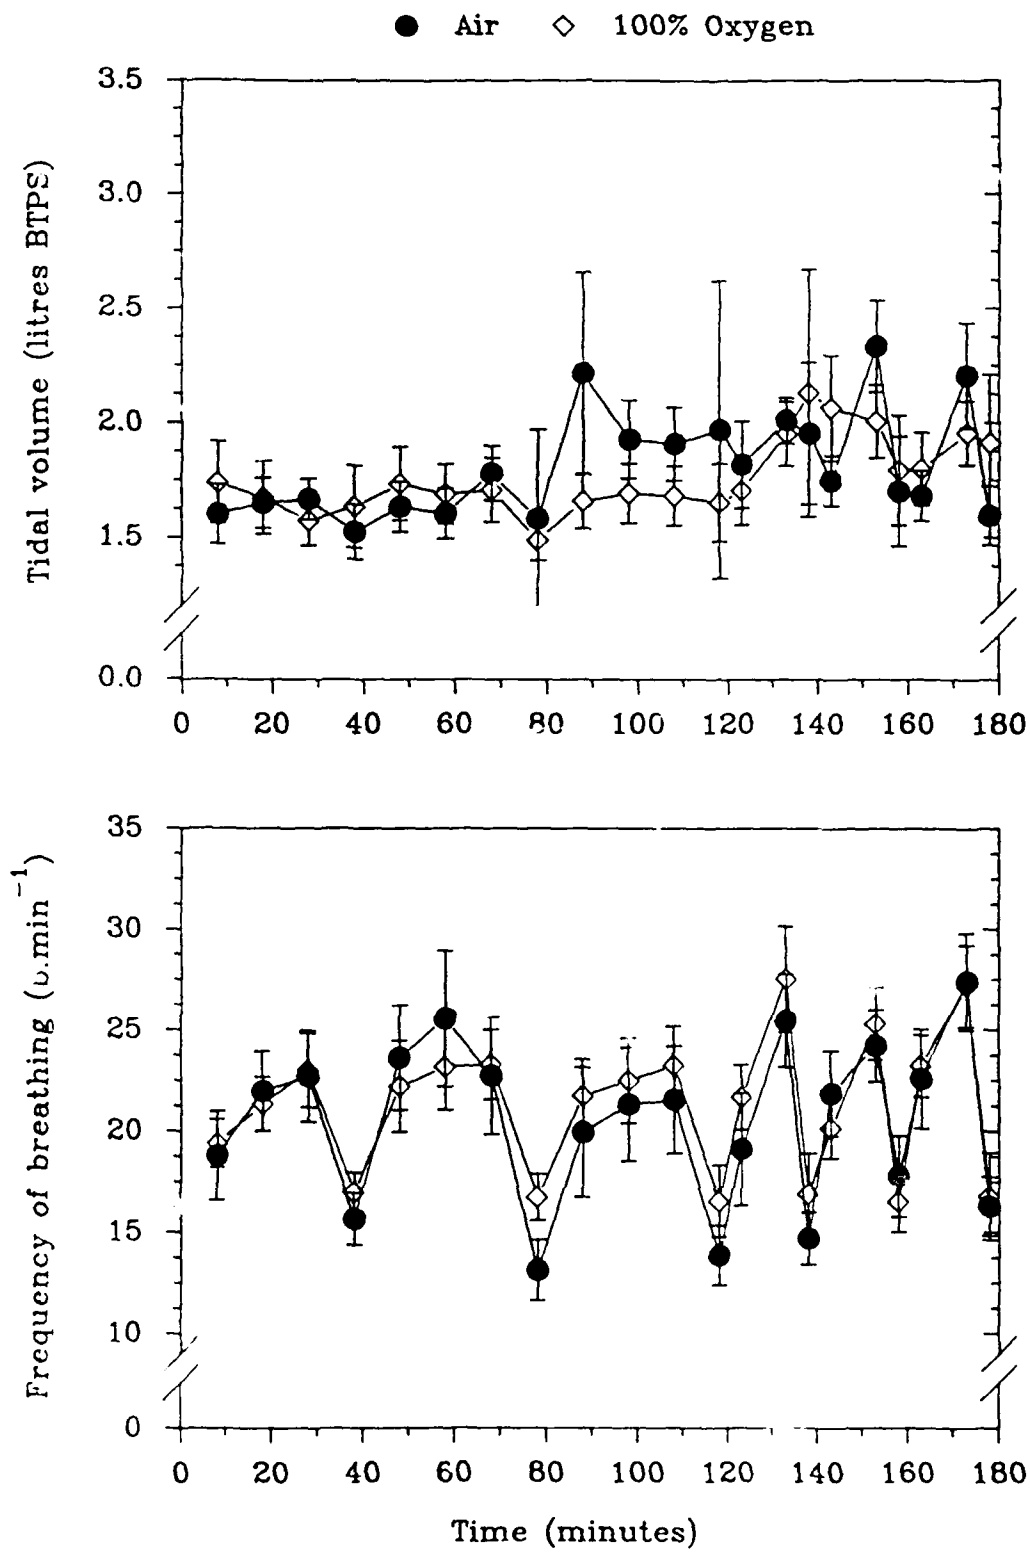 Air 100% Oxygen
3.5
3.0
2.5
2.0
1.5
0.0
Tidal volume (litres BTPS)
0 20 40 60 80 100 120 140 160 180
35
30
25
20
15
10
0
Frequency of breathing (b.min⁻¹)
0 20 40 60 80 100 120 140 160 180
Time (minutes)